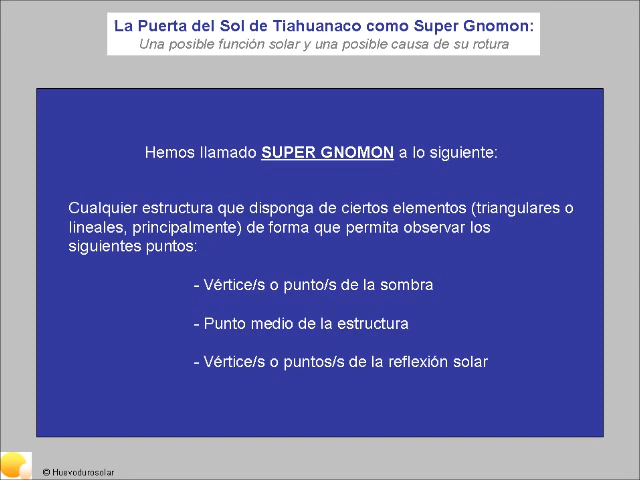 La Puerta del Sol de Tiahuanaco como Super Gnomon:
Una posible función solar y una posible causa de su rotura
Hemos llamado SUPER GNOMON a lo siguiente:
Cualquier estructura que disponga de ciertos elementos (triangulares o
lineales, principalmente) de forma que permita observar los
siguientes puntos:
- Vértice/s o punto/s de la sombra
- Punto medio de la estructura
- Vértice/s o puntos/s de la reflexión solar
© Huevodurosolar